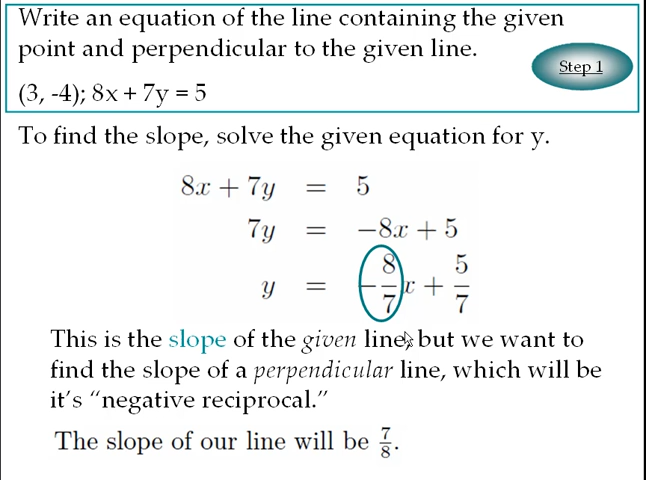 Write an equation of the line containing the given
point and perpendicular to the given line.
Step 1
(3, -4); 8x + 7y = 5
To find the slope, solve the given equation for y.
8x + 7y = 5
7y = −8x + 5
y = −8/7 x + 5/7
This is the slope of the given line, but we want to
find the slope of a perpendicular line, which will be
it's “negative reciprocal.”
The slope of our line will be 7/8.